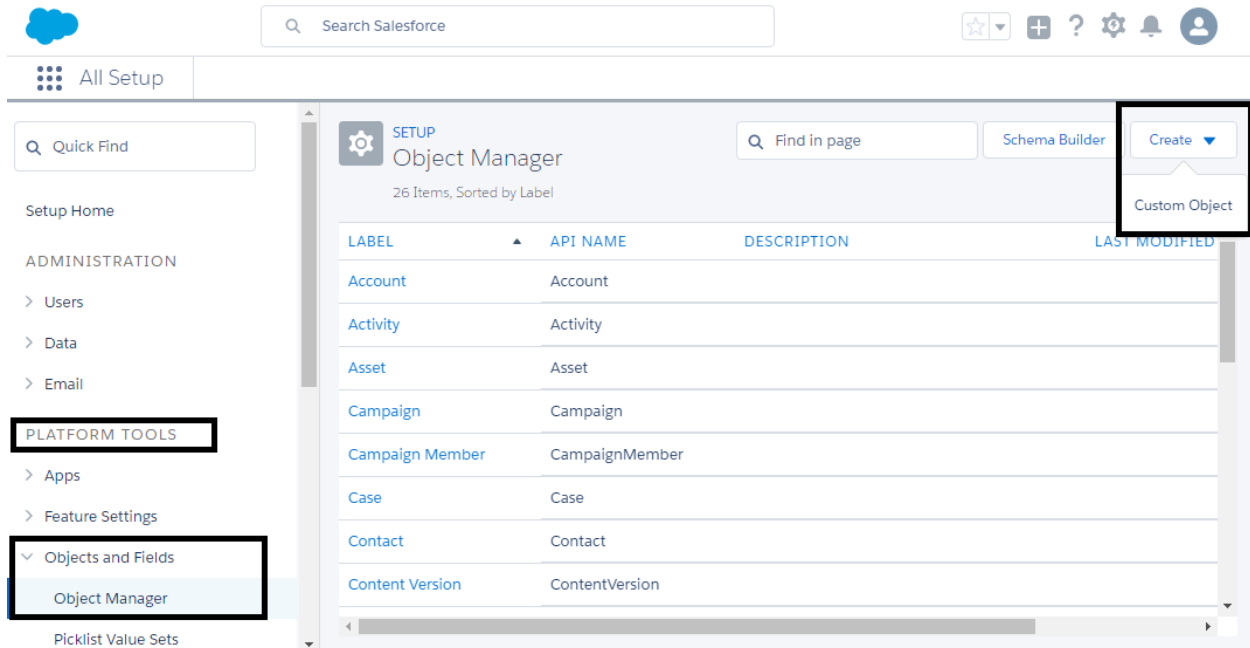 Search Salesforce
All Setup
Quick Find
Setup Home
ADMINISTRATION
Users
Data
Email
PLATFORM TOOLS
Apps
Feature Settings
Objects and Fields
Object Manager
Picklist Value Sets
SETUP
Object Manager
26 Items, Sorted by Label
Find in page
Schema Builder
Create
Custom Object
LABEL API NAME DESCRIPTION LAST MODIFIED
Account Account
Activity Activity
Asset Asset
Campaign Campaign
Campaign Member CampaignMember
Case Case
Contact Contact
Content Version ContentVersion